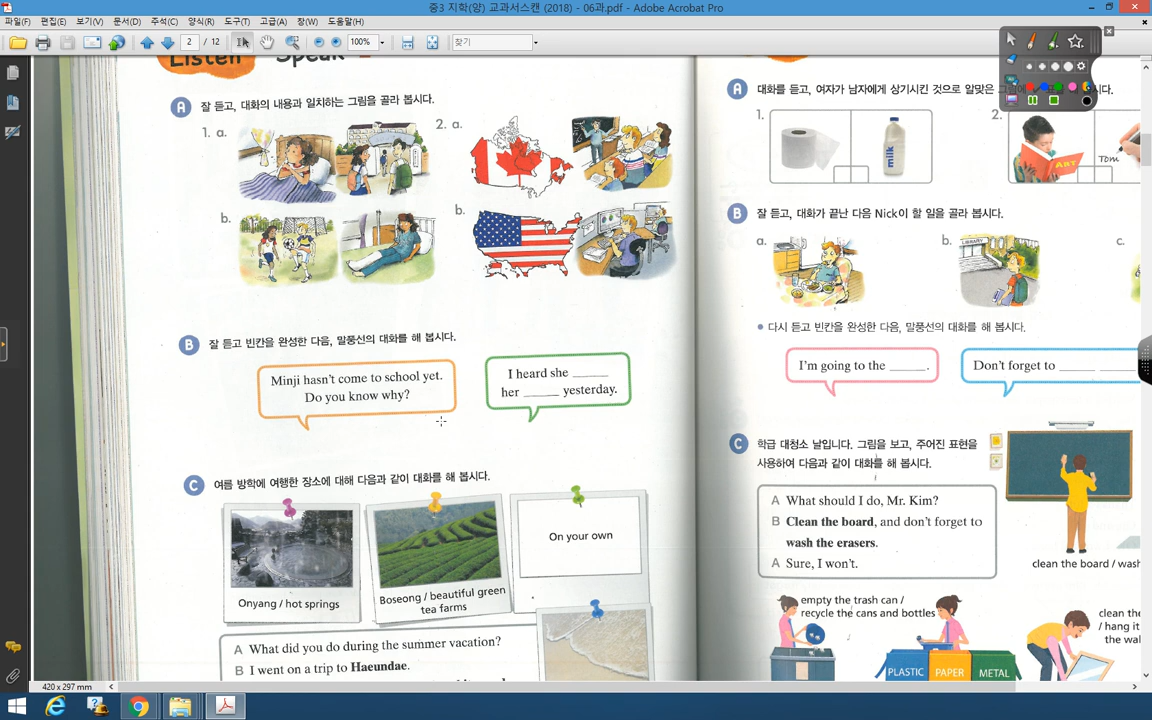 중3 지학(양) 교과서스캔 (2018) - 06과.pdf - Adobe Acrobat Pro
파일(F) 편집(E) 보기(V) 문서(D) 주석(C) 양식(R) 도구(T) 고급(A) 창(W) 도움말(H)
2 / 12 100% 찾기
Listen Speak
A 잘 듣고, 대화의 내용과 일치하는 그림을 골라 봅시다.
1. a.
2. a.
b.
b.
B 잘 듣고 빈칸을 완성한 다음, 말풍선의 대화를 해 봅시다.
Minji hasn't come to school yet.
Do you know why?
I heard she _____
her _____ yesterday.
C 여름 방학에 여행한 장소에 대해 다음과 같이 대화를 해 봅시다.
Onyang / hot springs
Boseong / beautiful green
tea farms
On your own
A What did you do during the summer vacation?
B I went on a trip to Haeundae.
A 대화를 듣고, 여자가 남자에게 상기시킨 것으로 알맞은
1.
milk
2.
ART
Tom
B 잘 듣고, 대화가 끝난 다음 Nick이 할 일을 골라 봅시다.
a.
b.
LIBRARY
c.
• 다시 듣고 빈칸을 완성한 다음, 말풍선의 대화를 해 봅시다.
I'm going to the _____.
Don't forget to _____ _____
C 학급 대청소 날입니다. 그림을 보고, 주어진 표현을
사용하여 다음과 같이 대화를 해 봅시다.
A What should I do, Mr. Kim?
B Clean the board, and don't forget to
wash the erasers.
A Sure, I won't.
clean the board / wash
empty the trash can /
recycle the cans and bottles
PLASTIC PAPER METAL
clean the
/ hang it
the wal
420 x 297 mm